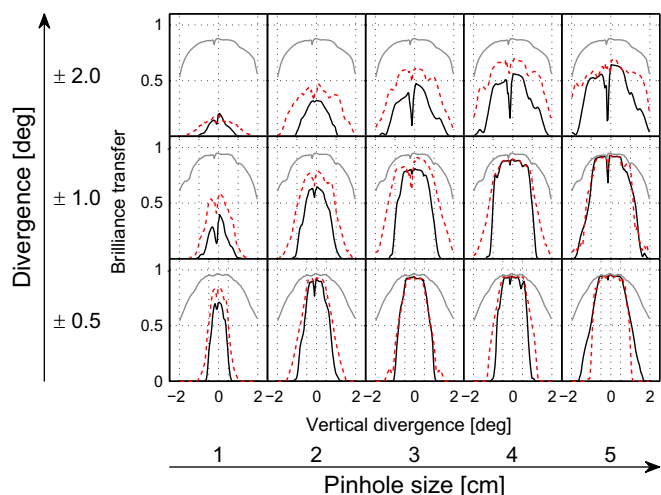 Divergence [deg]
± 2.0
± 1.0
± 0.5
Brilliance transfer
1
0.5
1
0.5
1
0.5
0
−2 0 2 −2 0 2 −2 0 2 −2 0 2 −2 0 2
Vertical divergence [deg]
1 2 3 4 5
Pinhole size [cm]